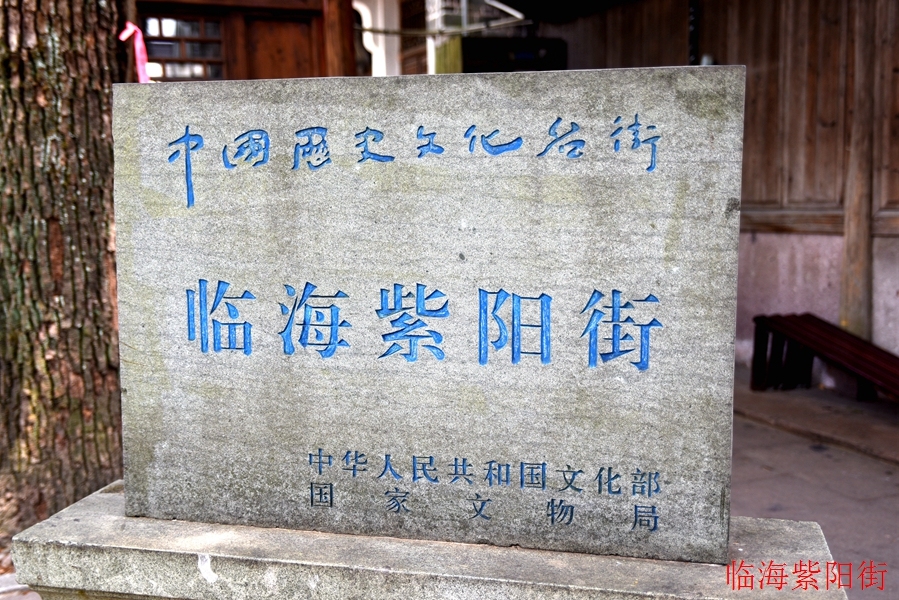 中国歷史文化名街
临海紫阳街
中华人民共和国文化部
国家文物局
临海紫阳街